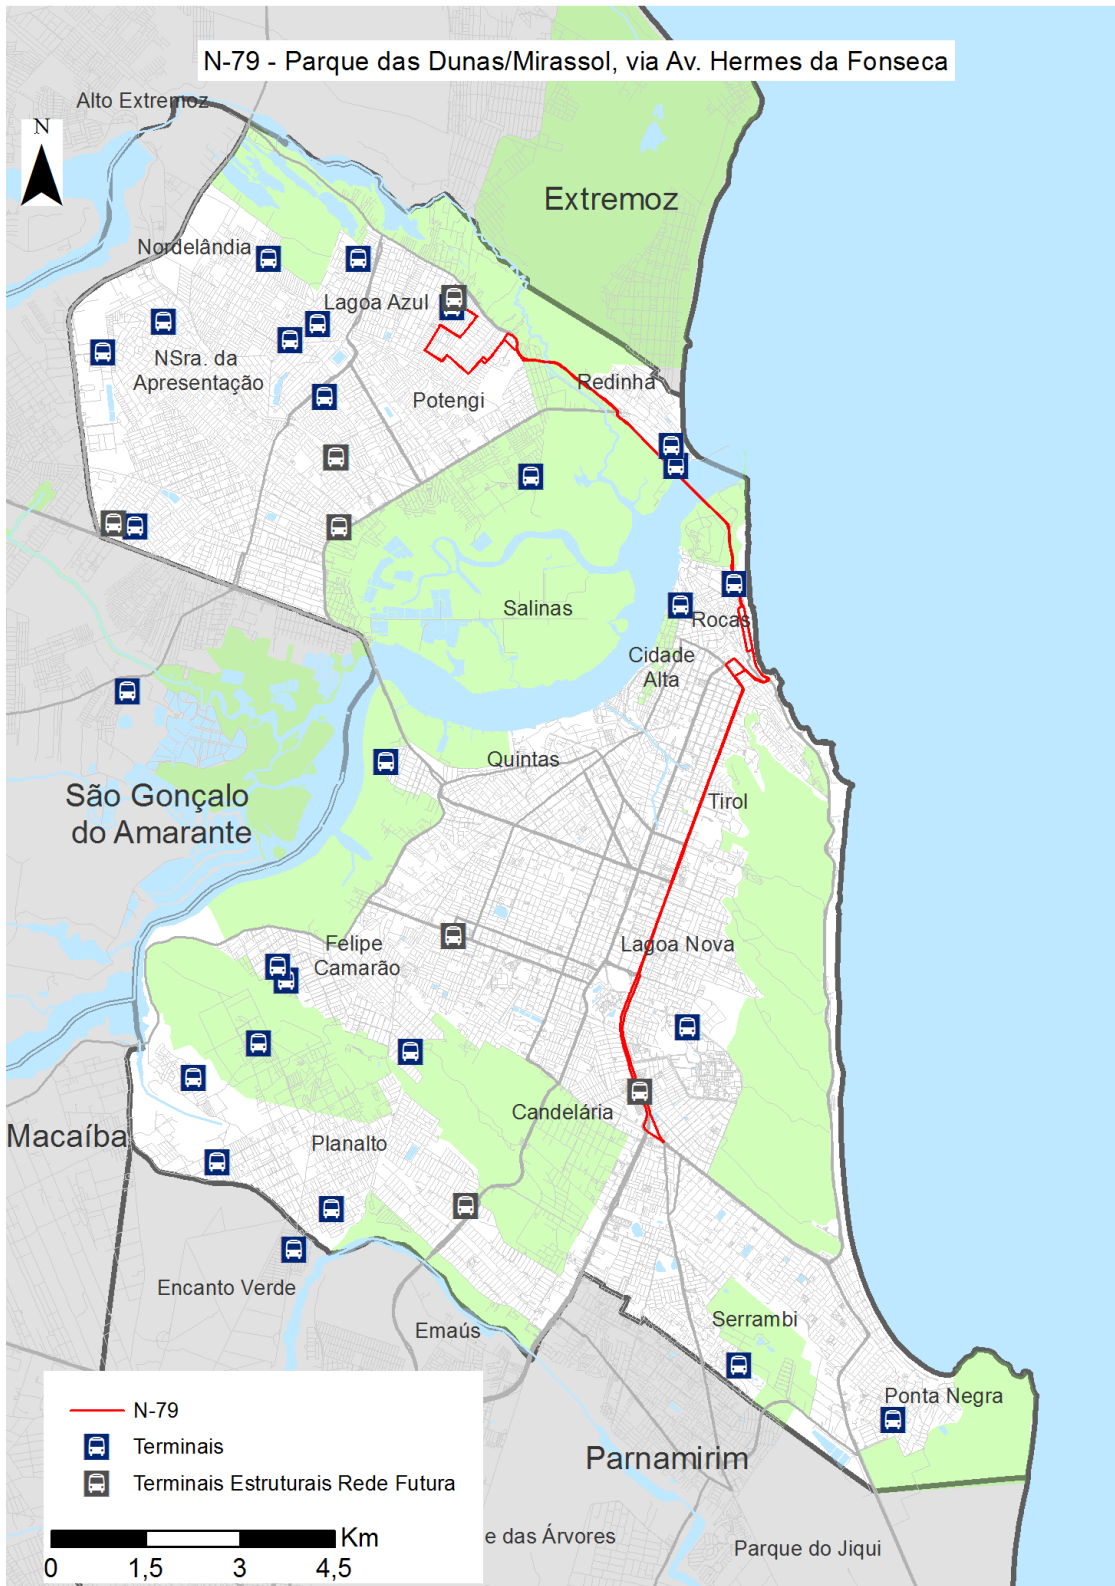 N-79 - Parque das Dunas/Mirassol, via Av. Hermes da Fonseca
Alto Extremoz
N
Extremoz
Nordelândia
Lagoa Azul
NSra. da
Apresentação
Redinha
Potengi
Salinas
Rocas
Cidade
Alta
Quintas
São Gonçalo
do Amarante
Tirol
Felipe
Camarão
Lagoa Nova
Candelária
Macaíba
Planalto
Encanto Verde
Emaús
Serrambi
Ponta Negra
Parnamirim
N-79
Terminais
Terminais Estruturais Rede Futura
Km
0 1,5 3 4,5
e das Árvores
Parque do Jiqui